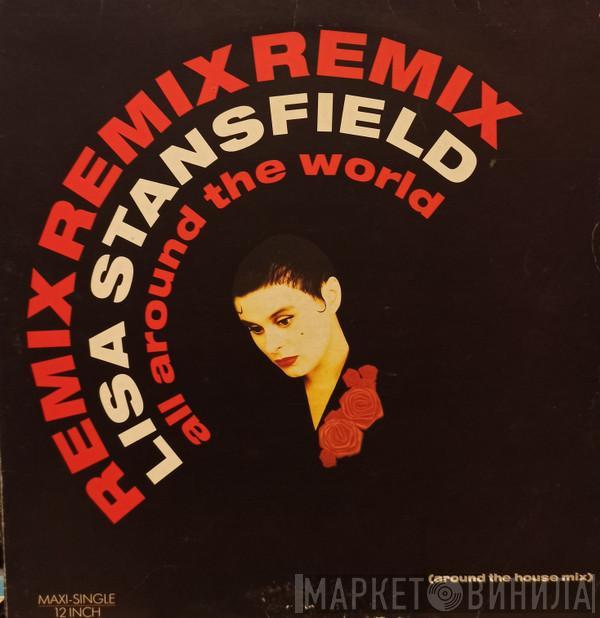 REMIX REMIX REMIX
LISA STANSFIELD
all around the world
(around the house mix)
MAXI-SINGLE
12 INCH
МАРКЕТ ВИНИЛА